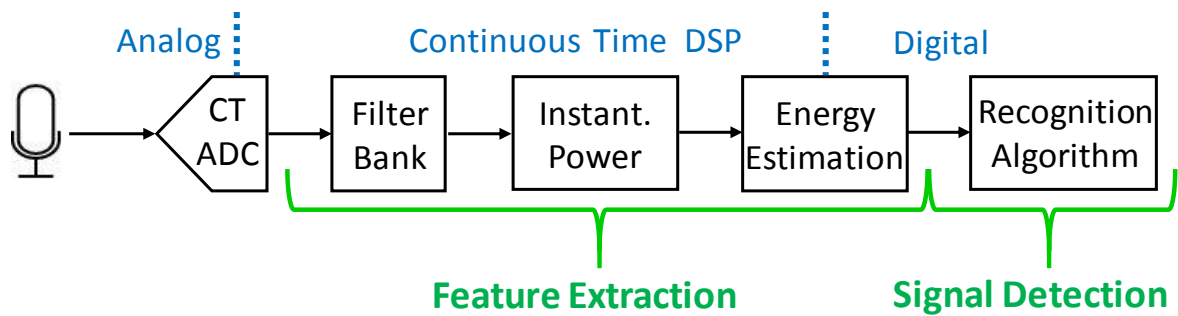 Analog
Continuous Time DSP
Digital
CT
ADC
Filter
Bank
Instant.
Power
Energy
Estimation
Recognition
Algorithm
Feature Extraction
Signal Detection